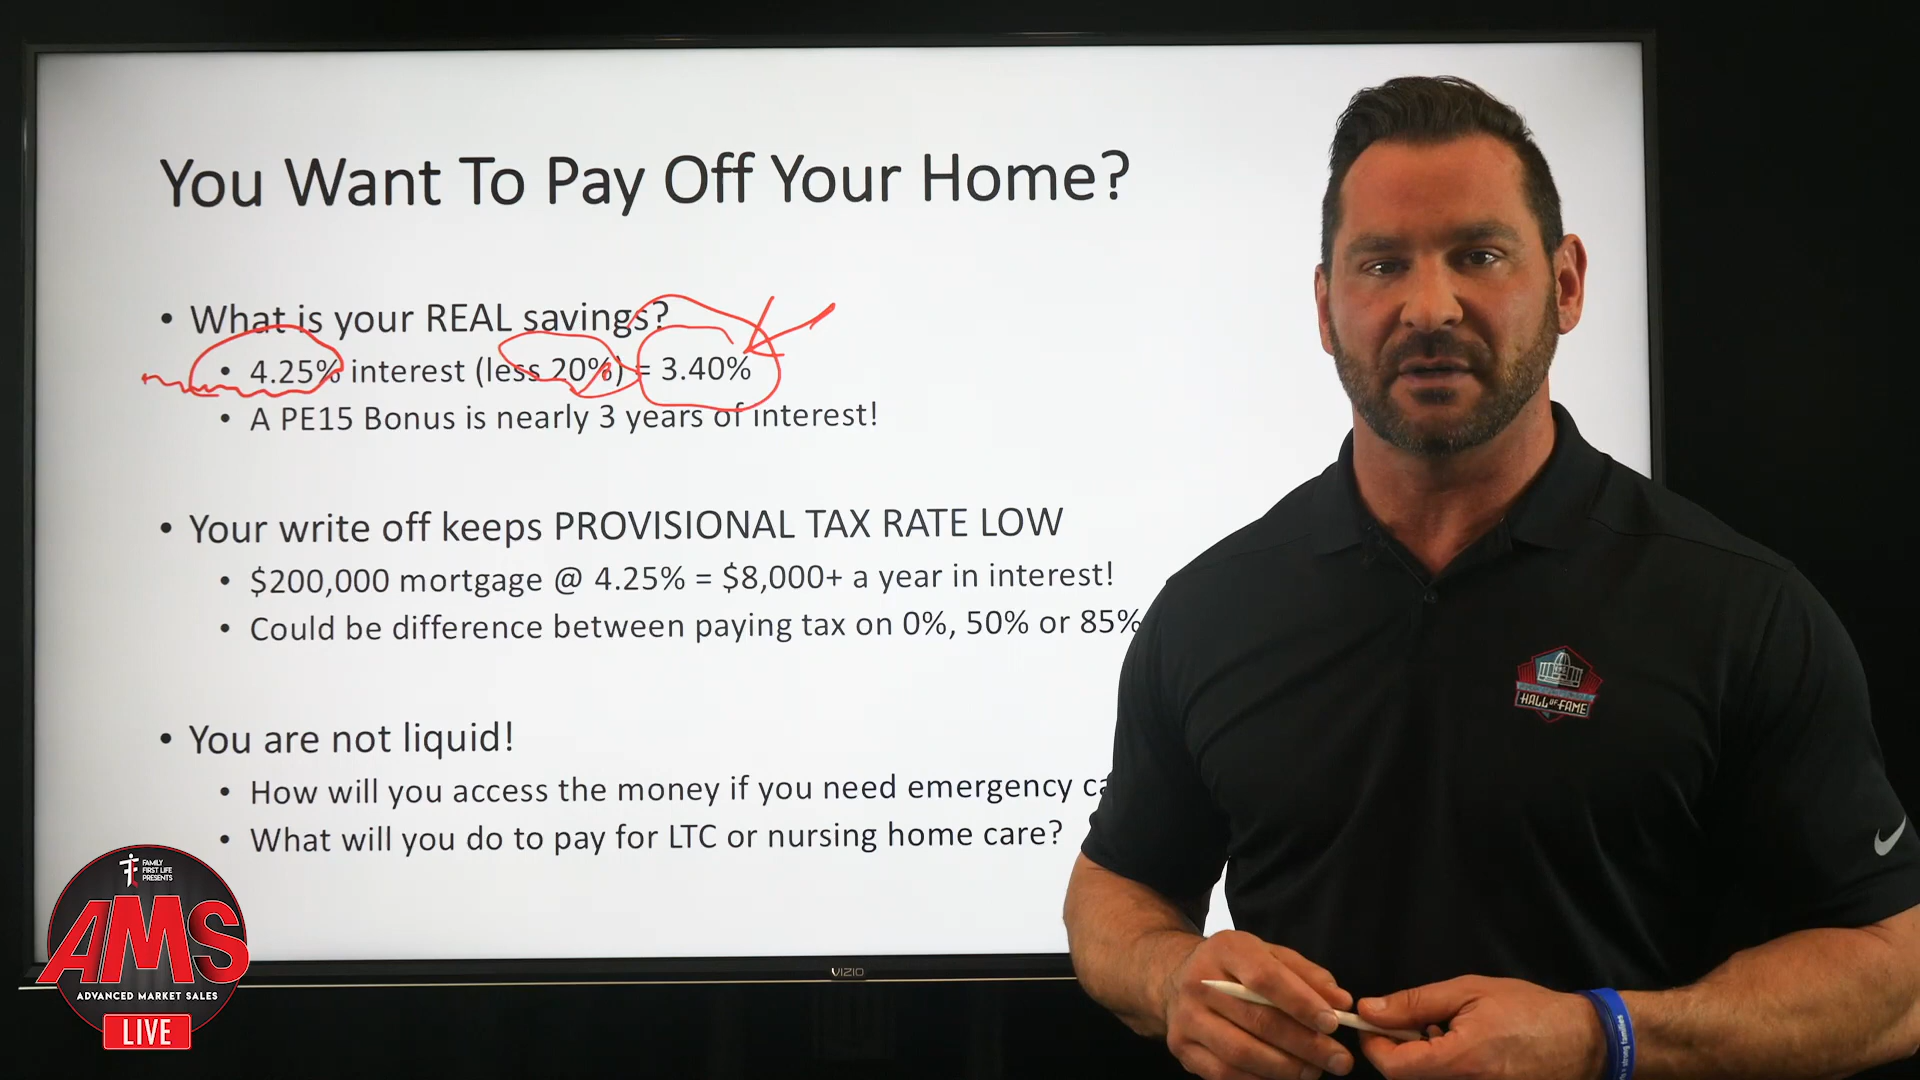 You Want To Pay Off Your Home?
• What is your REAL savings?
• 4.25% interest (less 20%) = 3.40%
• A PE15 Bonus is nearly 3 years of interest!
• Your write off keeps PROVISIONAL TAX RATE LOW
• $200,000 mortgage @ 4.25% = $8,000+ a year in interest!
• Could be difference between paying tax on 0%, 50% or 85%
• You are not liquid!
• How will you access the money if you need emergency
• What will you do to pay for LTC or nursing home care?
VIZIO
FAMILY
FIRST LIFE
PRESENTS
AMS
ADVANCED MARKET SALES
LIVE
HALL OF FAME